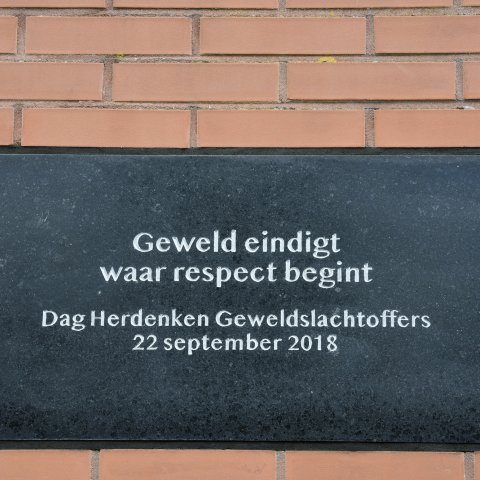 Geweld eindigt
waar respect begint
Dag Herdenken Geweldslachtoffers
22 september 2018